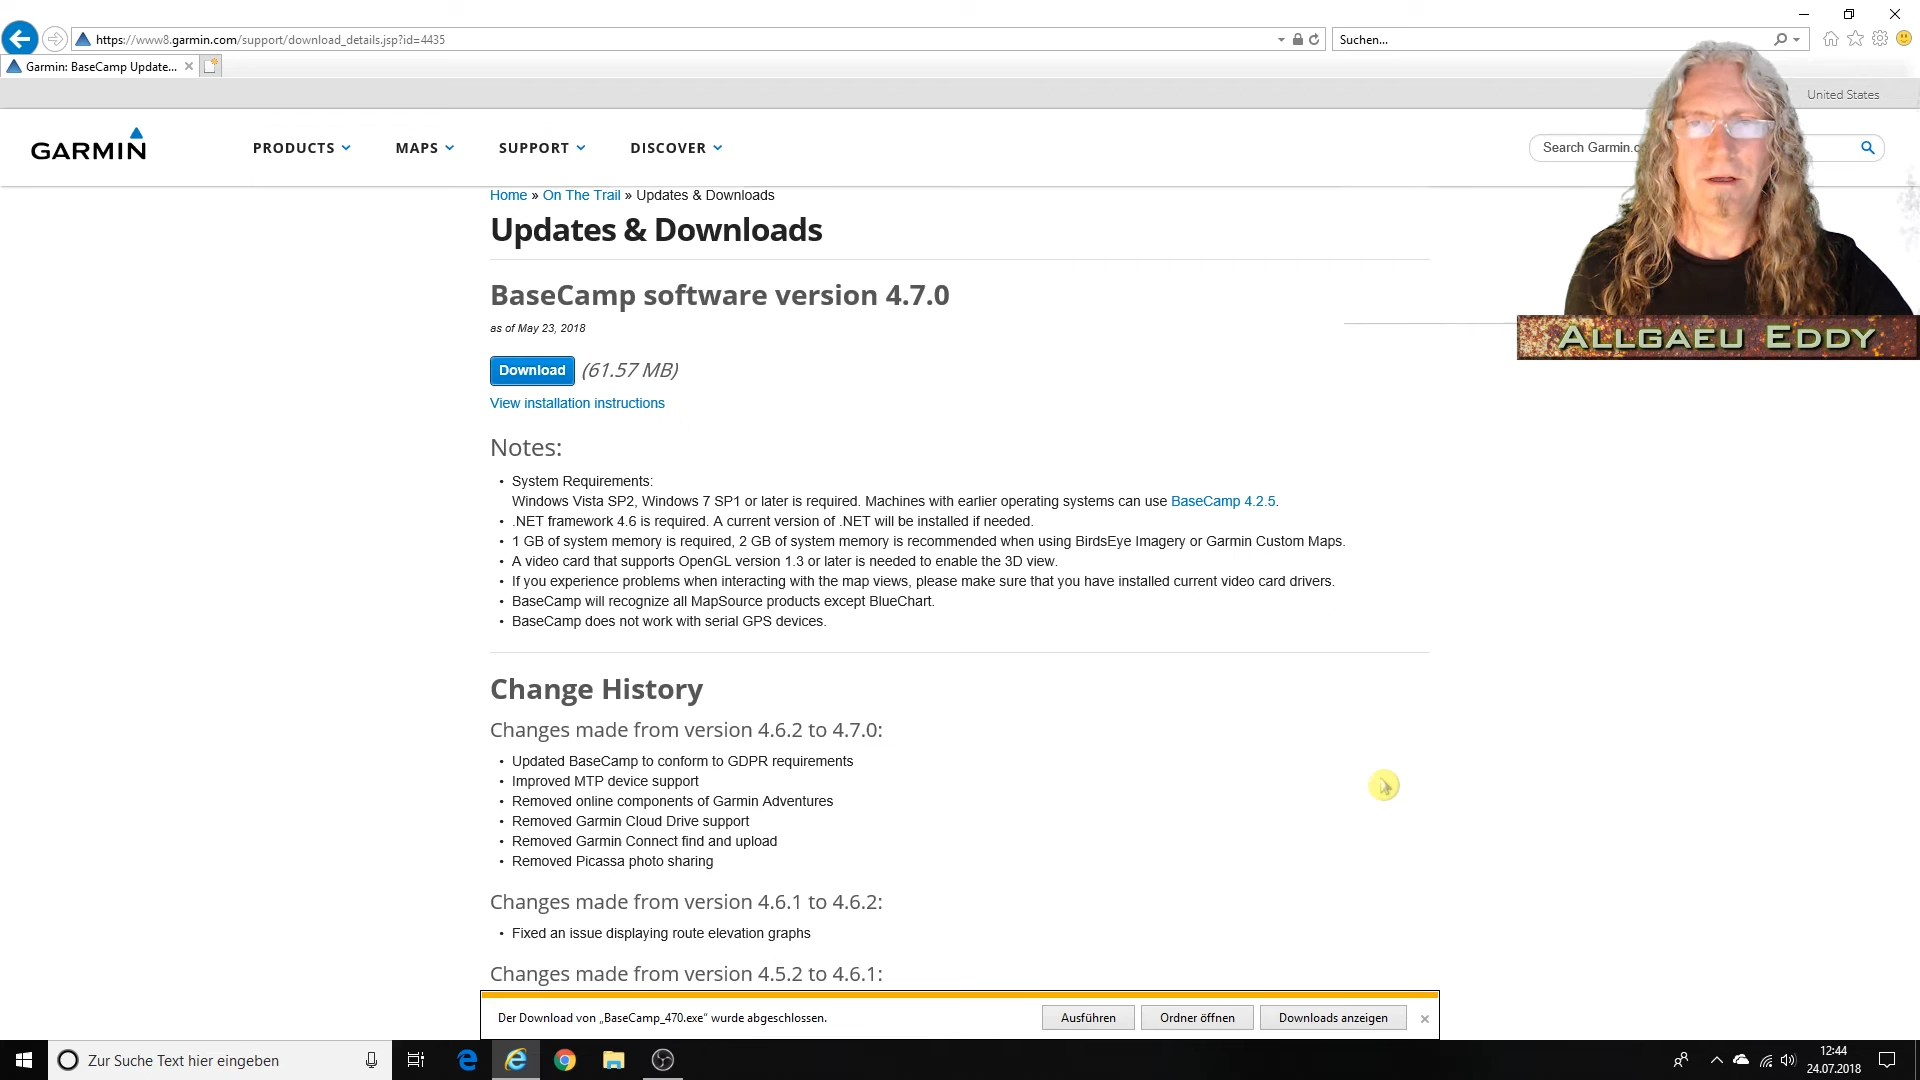 https://www8.garmin.com/support/download_details.jsp?id=4435
Suchen...
Garmin: BaseCamp Update...
United States
GARMIN
PRODUCTS
MAPS
SUPPORT
DISCOVER
Search Garmin.c
Home » On The Trail » Updates & Downloads
Updates & Downloads
BaseCamp software version 4.7.0
as of May 23, 2018
Download (61.57 MB)
ALLGAEU EDDY
View installation instructions
Notes:
• System Requirements:
Windows Vista SP2, Windows 7 SP1 or later is required. Machines with earlier operating systems can use BaseCamp 4.2.5.
• .NET framework 4.6 is required. A current version of .NET will be installed if needed.
• 1 GB of system memory is required, 2 GB of system memory is recommended when using BirdsEye Imagery or Garmin Custom Maps.
• A video card that supports OpenGL version 1.3 or later is needed to enable the 3D view.
• If you experience problems when interacting with the map views, please make sure that you have installed current video card drivers.
• BaseCamp will recognize all MapSource products except BlueChart.
• BaseCamp does not work with serial GPS devices.
Change History
Changes made from version 4.6.2 to 4.7.0:
• Updated BaseCamp to conform to GDPR requirements
• Improved MTP device support
• Removed online components of Garmin Adventures
• Removed Garmin Cloud Drive support
• Removed Garmin Connect find and upload
• Removed Picassa photo sharing
Changes made from version 4.6.1 to 4.6.2:
• Fixed an issue displaying route elevation graphs
Changes made from version 4.5.2 to 4.6.1:
Der Download von „BaseCamp_470.exe" wurde abgeschlossen.
Ausführen
Ordner öffnen
Downloads anzeigen
Zur Suche Text hier eingeben
12:44
24.07.2018